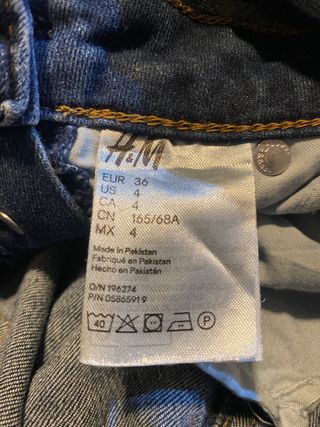 H&M
EUR 36
US 4
CA 4
CN 165/68A
MX 4
Made in Pakistan
Fabriqué en Pakistan
Hecho en Pakistán
O/N 196274
P/N 05865919
40 P